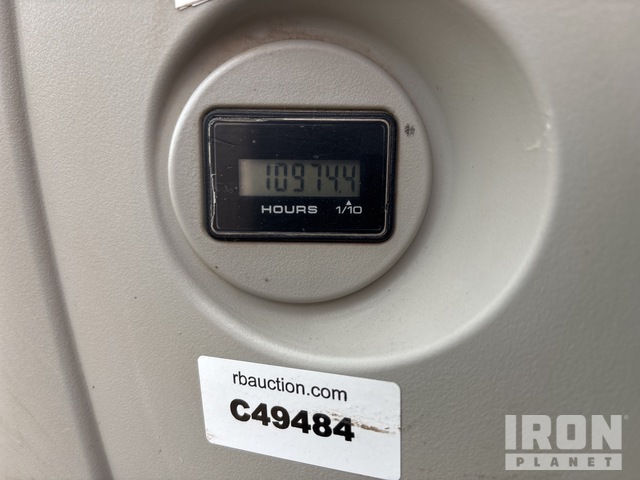 10974.4
HOURS 1/10
rbauction.com
C49484
IRON
PLANET